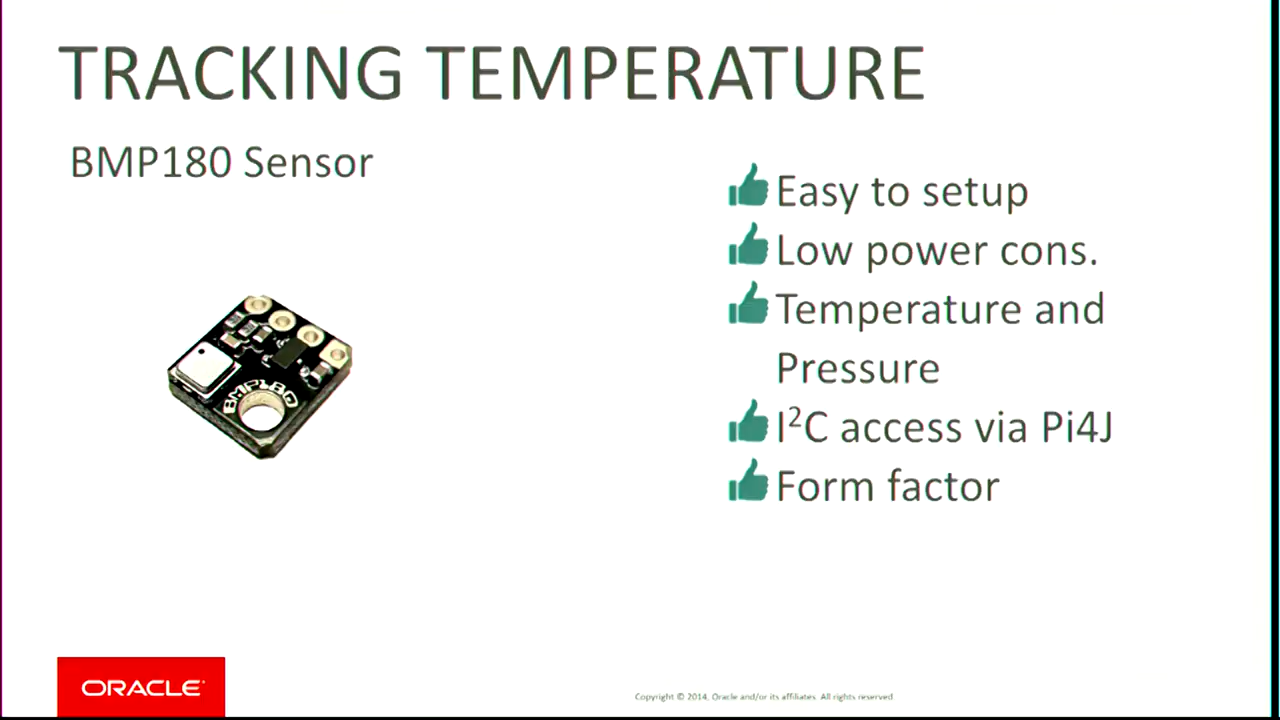 TRACKING TEMPERATURE
BMP180 Sensor
Easy to setup
Low power cons.
Temperature and
Pressure
I²C access via Pi4J
Form factor
BMP180
ORACLE
Copyright © 2014, Oracle and/or its affiliates. All rights reserved